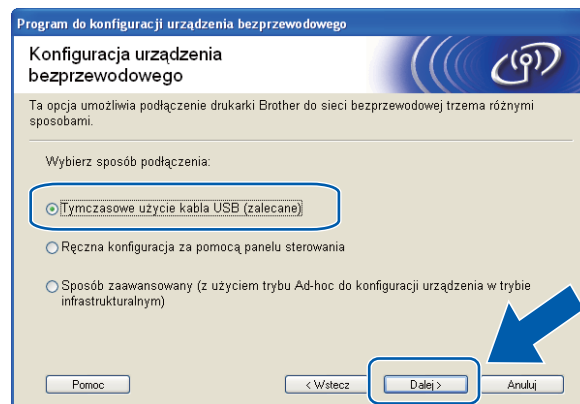 Program do konfiguracji urządzenia bezprzewodowego
Konfiguracja urządzenia
bezprzewodowego
Ta opcja umożliwia podłączenie drukarki Brother do sieci bezprzewodowej trzema różnymi
sposobami.
Wybierz sposób podłączenia:
Tymczasowe użycie kabla USB (zalecane)
Ręczna konfiguracja za pomocą panelu sterowania
Sposób zaawansowany (z użyciem trybu Ad-hoc do konfiguracji urządzenia w trybie
infrastrukturalnym)
Pomoc < Wstecz Dalej > Anuluj